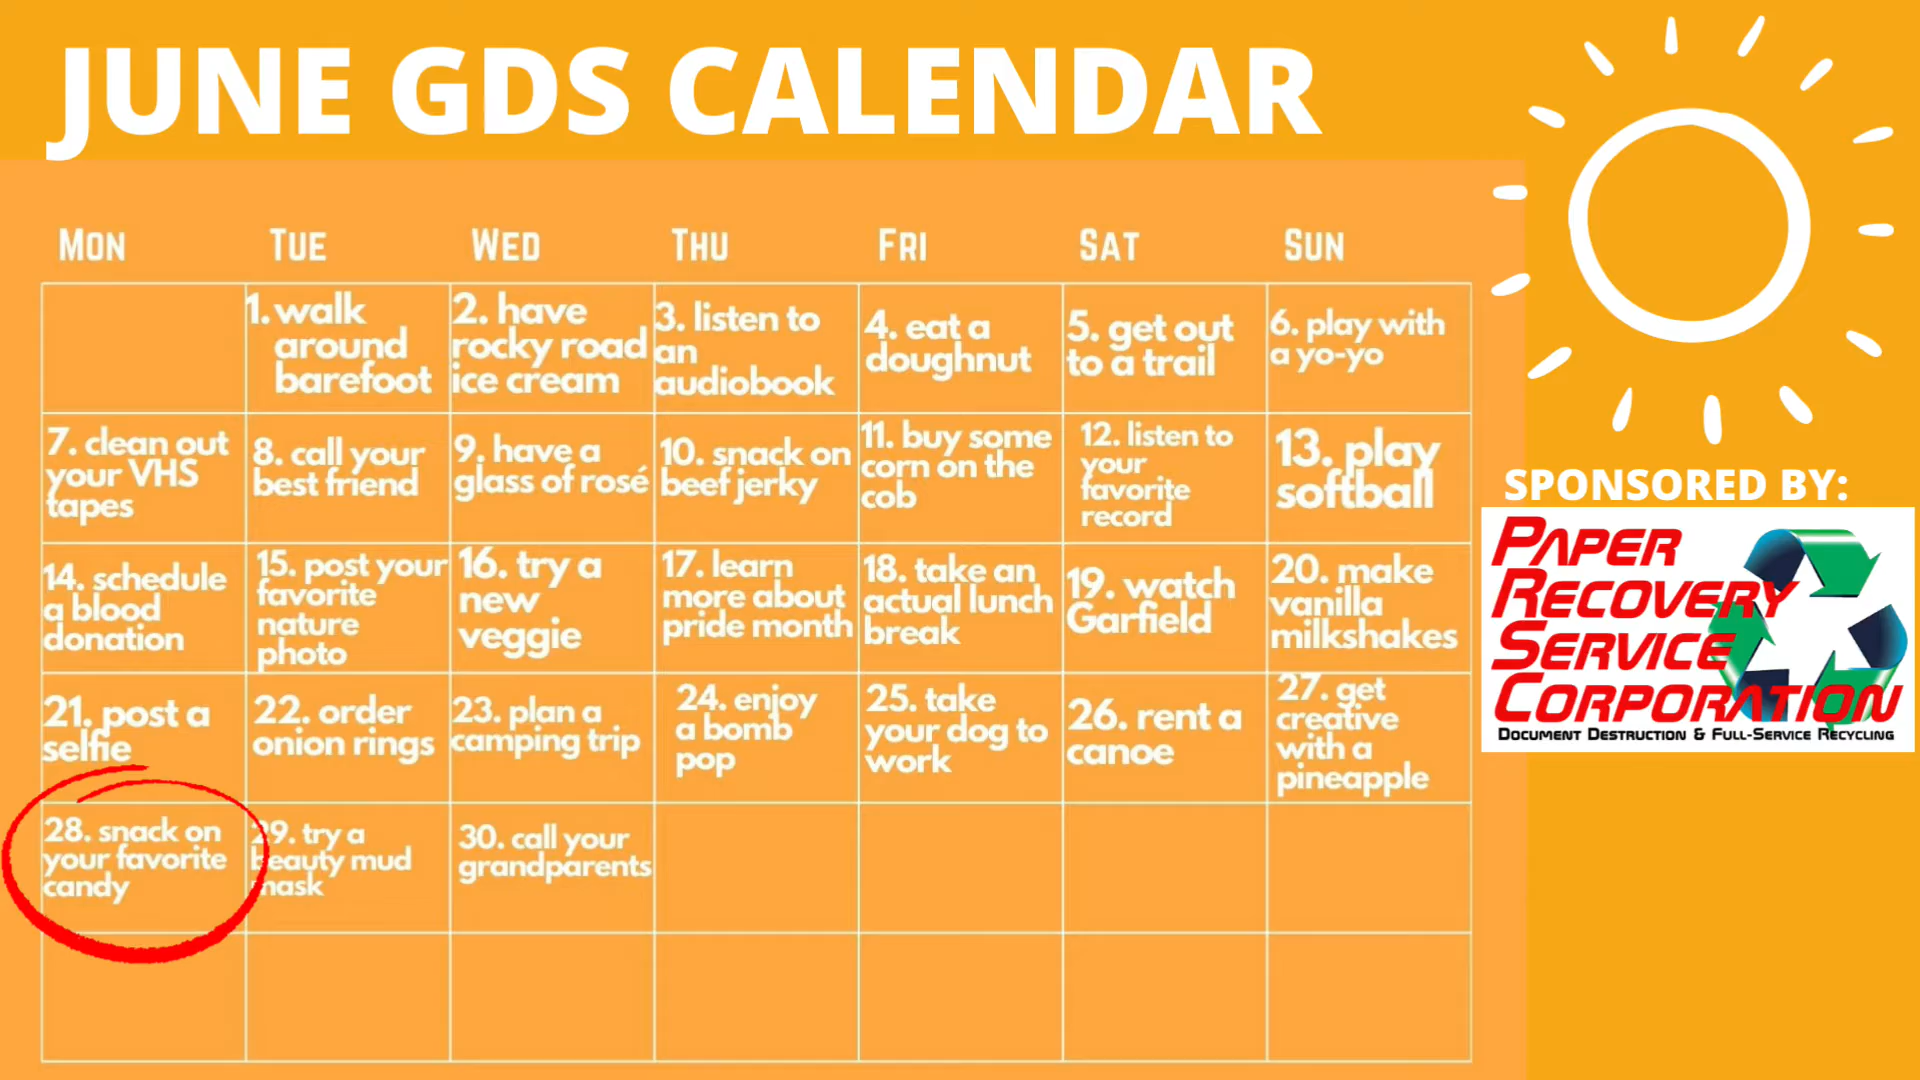 JUNE GDS CALENDAR
MON TUE WED THU FRI SAT SUN
1. walk
around
barefoot
2. have
rocky road
ice cream
3. listen to
an
audiobook
4. eat a
doughnut
5. get out
to a trail
6. play with
a yo-yo
7. clean out
your VHS
tapes
8. call your
best friend
9. have a
glass of rosé
10. snack on
beef jerky
11. buy some
corn on the
cob
12. listen to
your
favorite
record
13. play
softball
14. schedule
a blood
donation
15. post your
favorite
nature
photo
16. try a
new
veggie
17. learn
more about
pride month
18. take an
actual lunch
break
19. watch
Garfield
20. make
vanilla
milkshakes
21. post a
selfie
22. order
onion rings
23. plan a
camping trip
24. enjoy
a bomb
pop
25. take
your dog to
work
26. rent a
canoe
27. get
creative
with a
pineapple
28. snack on
your favorite
candy
29. try a
beauty mud
mask
30. call your
grandparents
SPONSORED BY:
PAPER
RECOVERY
SERVICE
CORPORATION
DOCUMENT DESTRUCTION & FULL-SERVICE RECYCLING